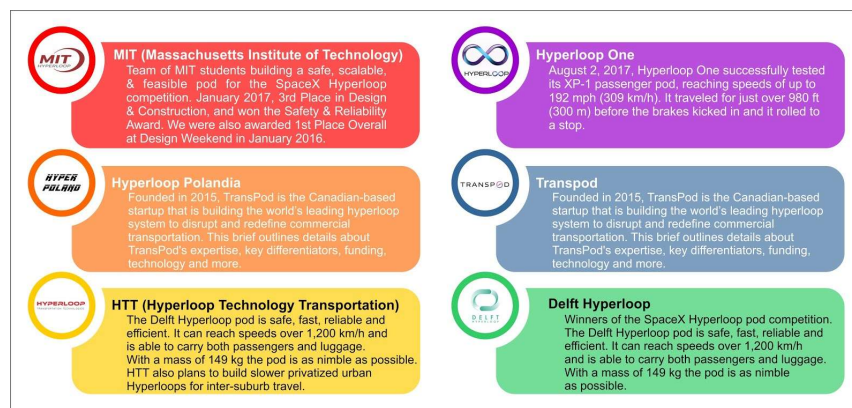 MIT
HYPERLOOP
MIT (Massachusetts Institute of Technology)
Team of MIT students building a safe, scalable,
& feasible pod for the SpaceX Hyperloop
competition. January 2017, 3rd Place in Design
& Construction, and won the Safety & Reliability
Award. We were also awarded 1st Place Overall
at Design Weekend in January 2016.
HYPERLOOP
Hyperloop One
August 2, 2017, Hyperloop One successfully tested
its XP-1 passenger pod, reaching speeds of up to
192 mph (309 km/h). It traveled for just over 980 ft
(300 m) before the brakes kicked in and it rolled to
a stop.
HYPER
POLAND
Hyperloop Polandia
Founded in 2015, TransPod is the Canadian-based
startup that is building the world's leading hyperloop
system to disrupt and redefine commercial
transportation. This brief outlines details about
TransPod's expertise, key differentiators, funding,
technology and more.
TRANSPOD
Transpod
Founded in 2015, TransPod is the Canadian-based
startup that is building the world's leading hyperloop
system to disrupt and redefine commercial
transportation. This brief outlines details about
TransPod's expertise, key differentiators, funding,
technology and more.
HYPERLOOP
HTT (Hyperloop Technology Transportation)
The Delft Hyperloop pod is safe, fast, reliable and
efficient. It can reach speeds over 1,200 km/h and
is able to carry both passengers and luggage.
With a mass of 149 kg the pod is as nimble as possible.
HTT also plans to build slower privatized urban
Hyperloops for inter-suburb travel.
DELFT
HYPERLOOP
Delft Hyperloop
Winners of the SpaceX Hyperloop pod competition.
The Delft Hyperloop pod is safe, fast, reliable and
efficient. It can reach speeds over 1,200 km/h
and is able to carry both passengers and luggage.
With a mass of 149 kg the pod is as nimble
as possible.